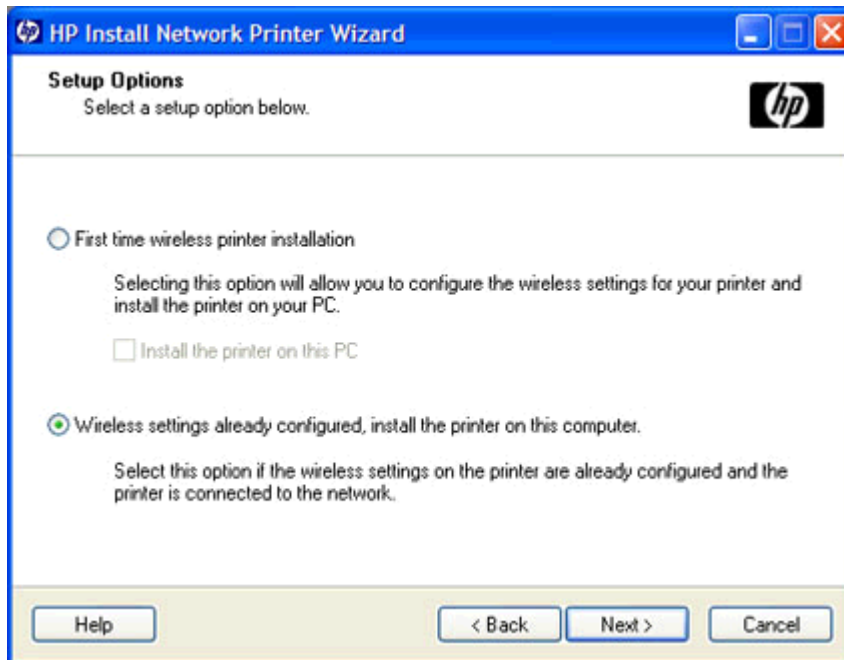 HP Install Network Printer Wizard
Setup Options
Select a setup option below.
hp
First time wireless printer installation
Selecting this option will allow you to configure the wireless settings for your printer and
install the printer on your PC.
Install the printer on this PC
Wireless settings already configured, install the printer on this computer.
Select this option if the wireless settings on the printer are already configured and the
printer is connected to the network.
Help
< Back
Next >
Cancel